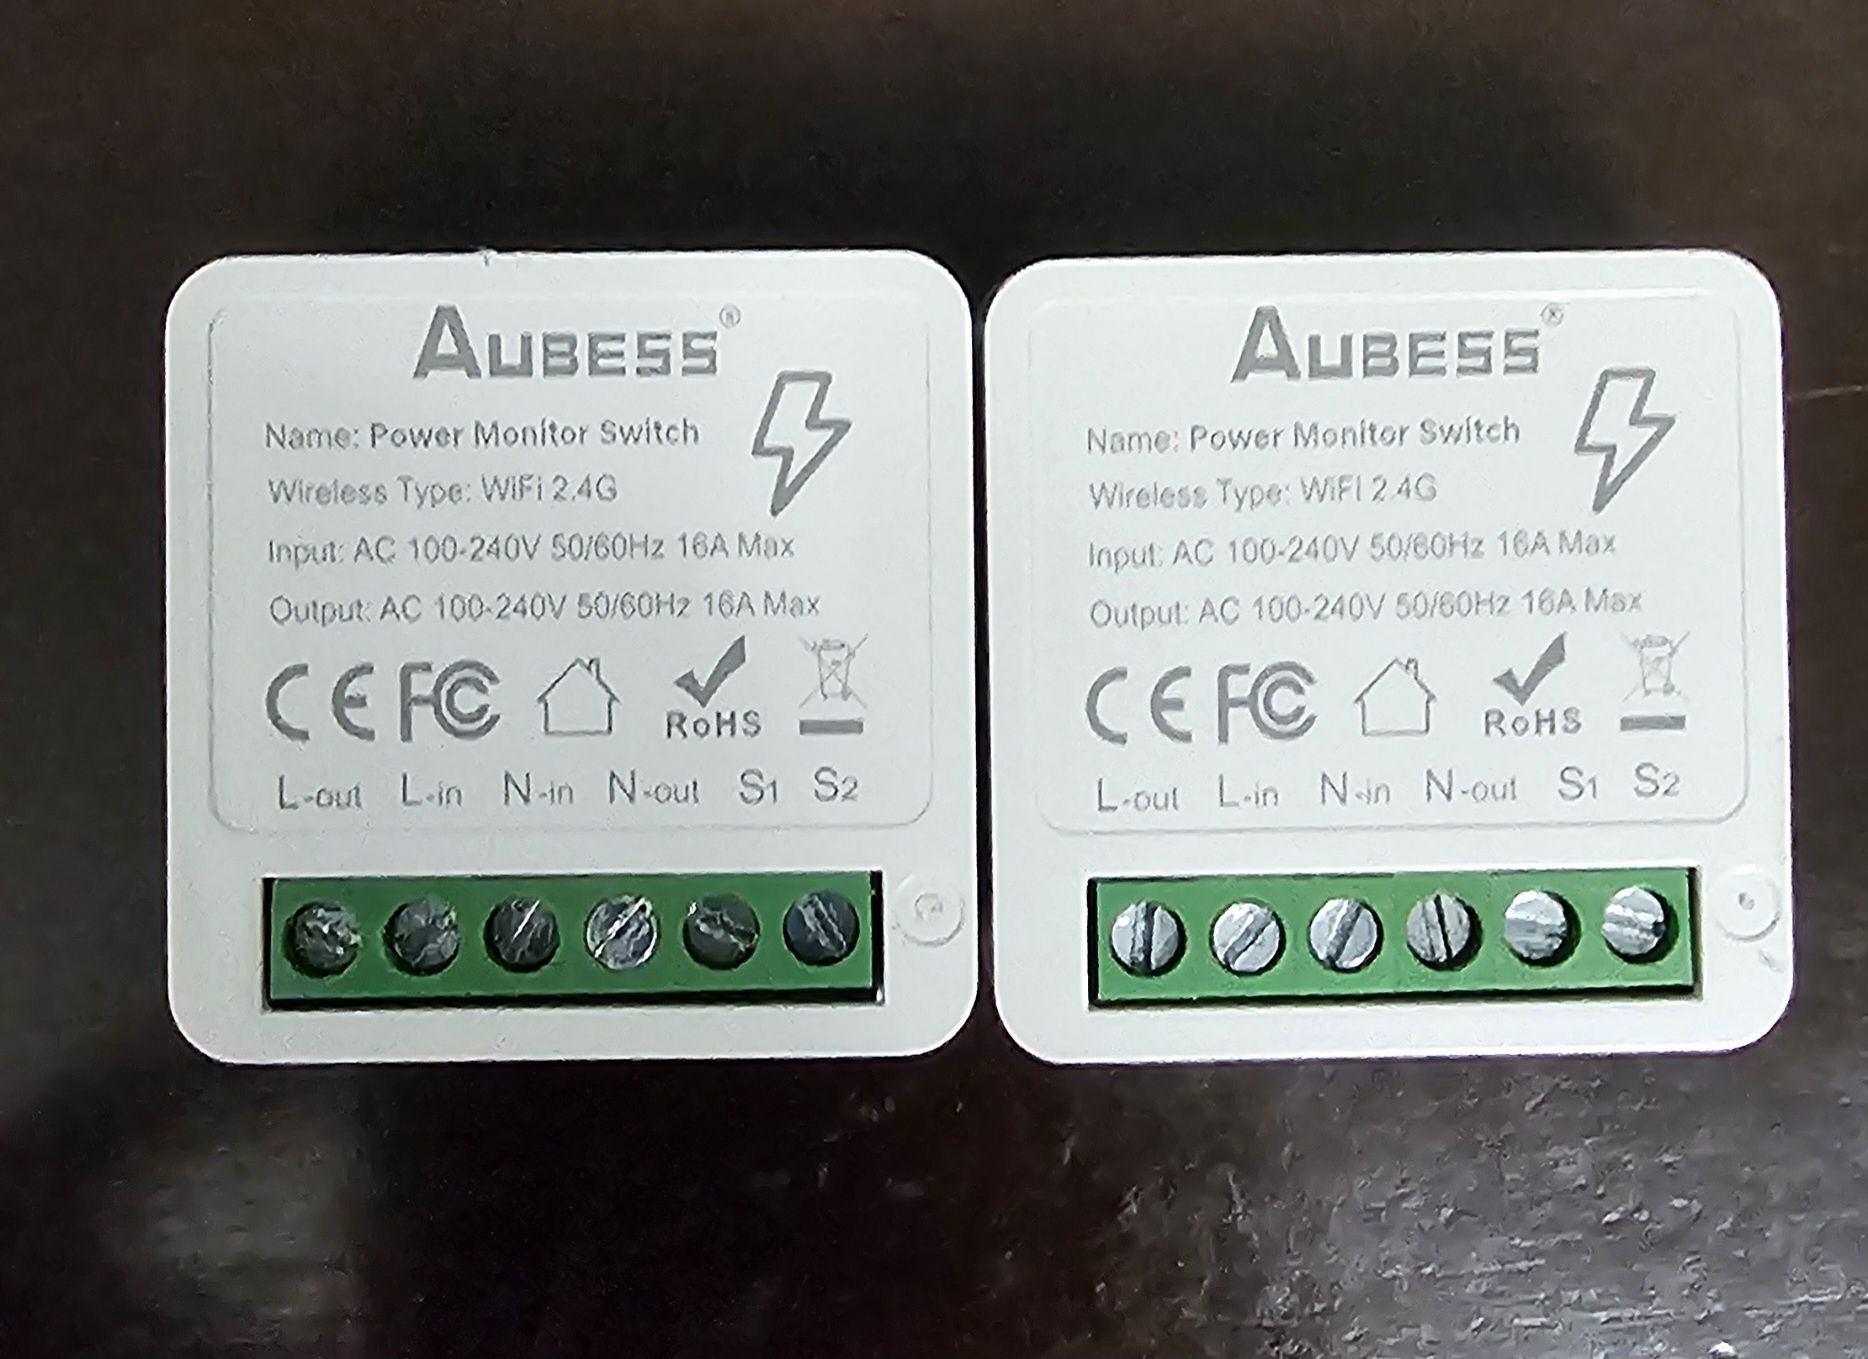 AUBESS®
Name: Power Monitor Switch
Wireless Type: WiFi 2.4G
Input: AC 100-240V 50/60Hz 16A Max
Output: AC 100-240V 50/60Hz 16A Max
CE FC RoHS
L-out L-in N-in N-out S1 S2
AUBESS®
Name: Power Monitor Switch
Wireless Type: WiFi 2.4G
Input: AC 100-240V 50/60Hz 16A Max
Output: AC 100-240V 50/60Hz 16A Max
CE FC RoHS
L-out L-in N-in N-out S1 S2